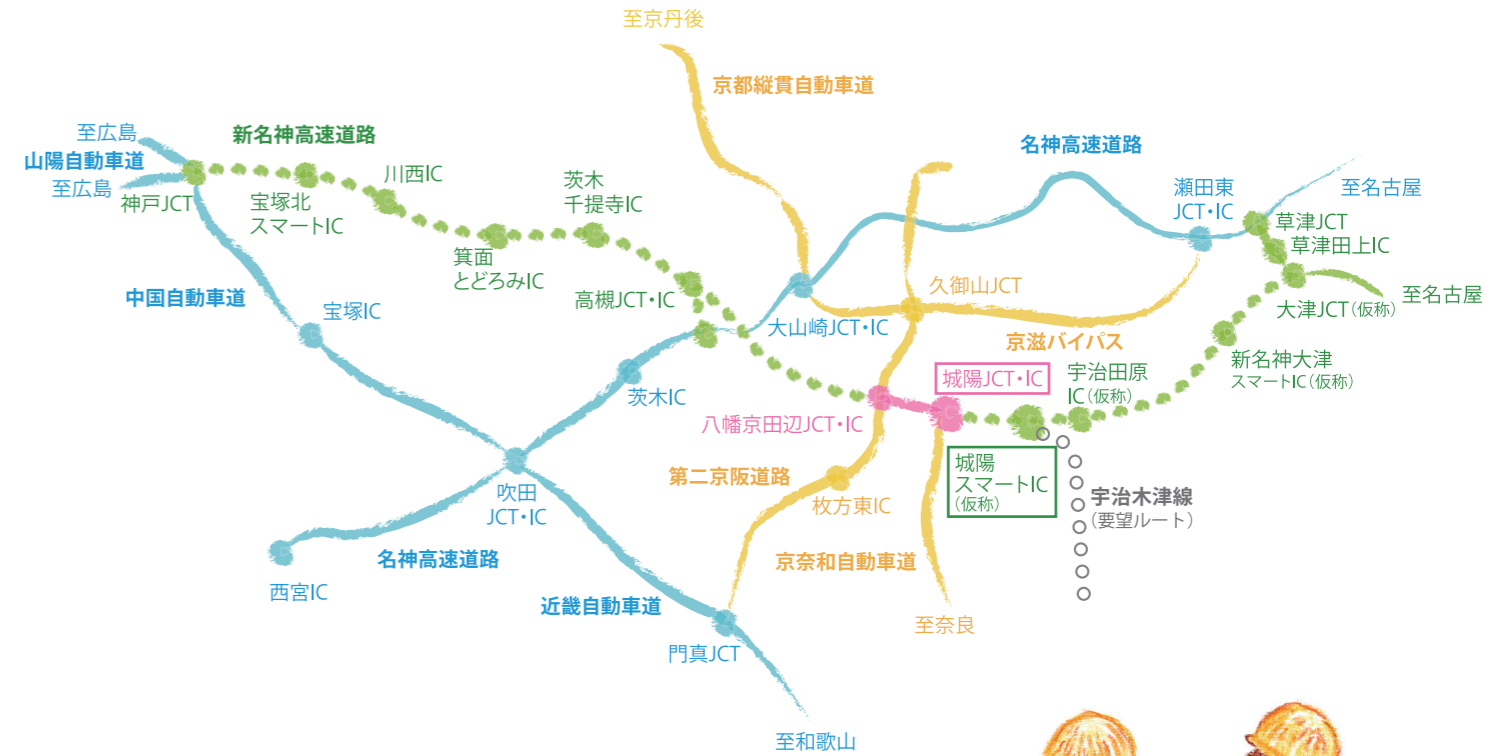 至京丹後
京都縦貫自動車道
至広島
新名神高速道路
名神高速道路
山陽自動車道
至広島
神戸JCT
宝塚北
スマートIC
川西IC
茨木
千提寺IC
瀬田東
JCT・IC
至名古屋
草津JCT
草津田上IC
箕面
とどろみIC
高槻JCT・IC
久御山JCT
至名古屋
大津JCT(仮称)
中国自動車道
宝塚IC
大山崎JCT・IC
京滋バイパス
新名神大津
スマートIC(仮称)
城陽JCT・IC
宇治田原
IC(仮称)
茨木IC
八幡京田辺JCT・IC
第二京阪道路
城陽
スマートIC
(仮称)
枚方東IC
宇治木津線
(要望ルート)
吹田
JCT・IC
名神高速道路
京奈和自動車道
西宮IC
近畿自動車道
至奈良
門真JCT
至和歌山